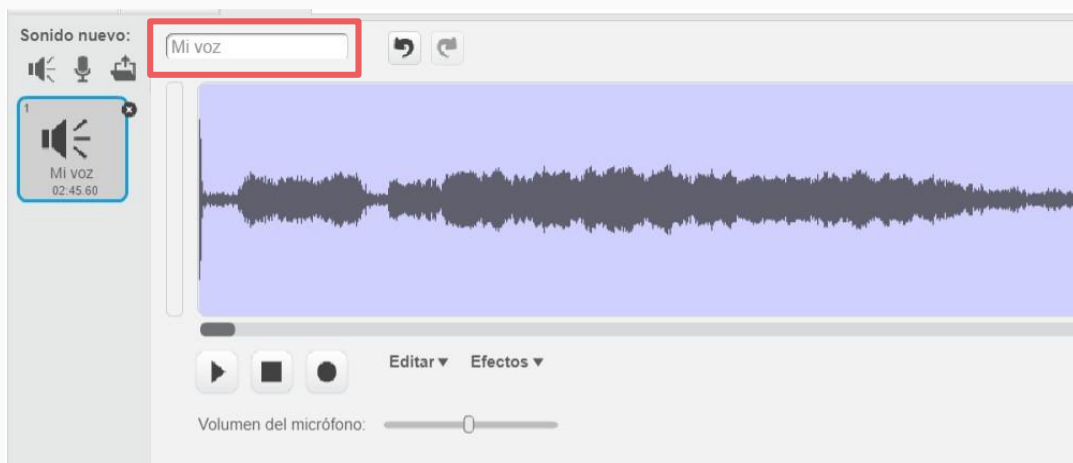 Sonido nuevo:
Mi voz
1
Mi voz
02:45.60
Editar▼ Efectos▼
Volumen del micrófono: